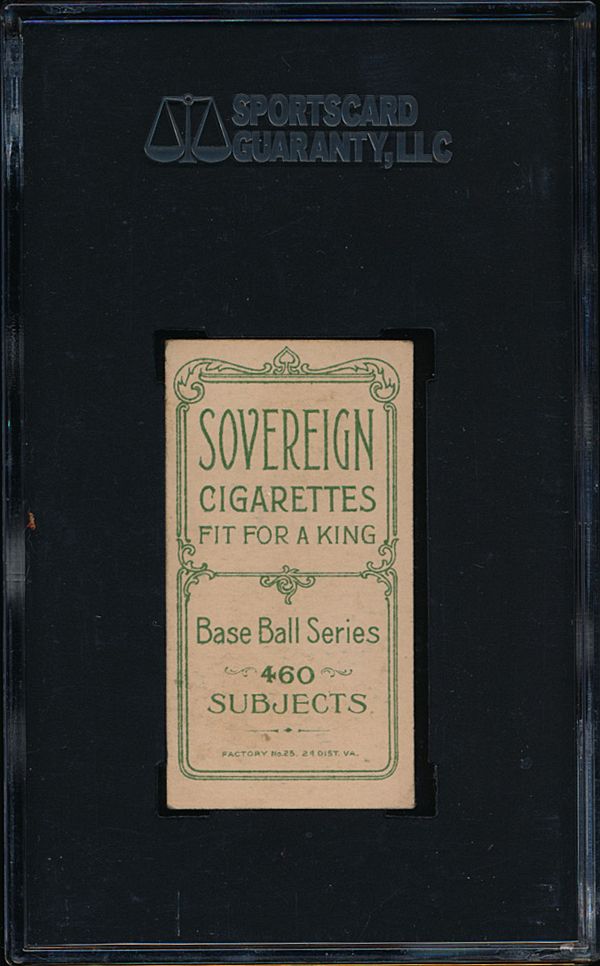 SPORTSCARD
GUARANTY, LLC
SOVEREIGN
CIGARETTES
FIT FOR A KING
Base Ball Series
460
SUBJECTS
FACTORY No.25, 2d DIST. VA.